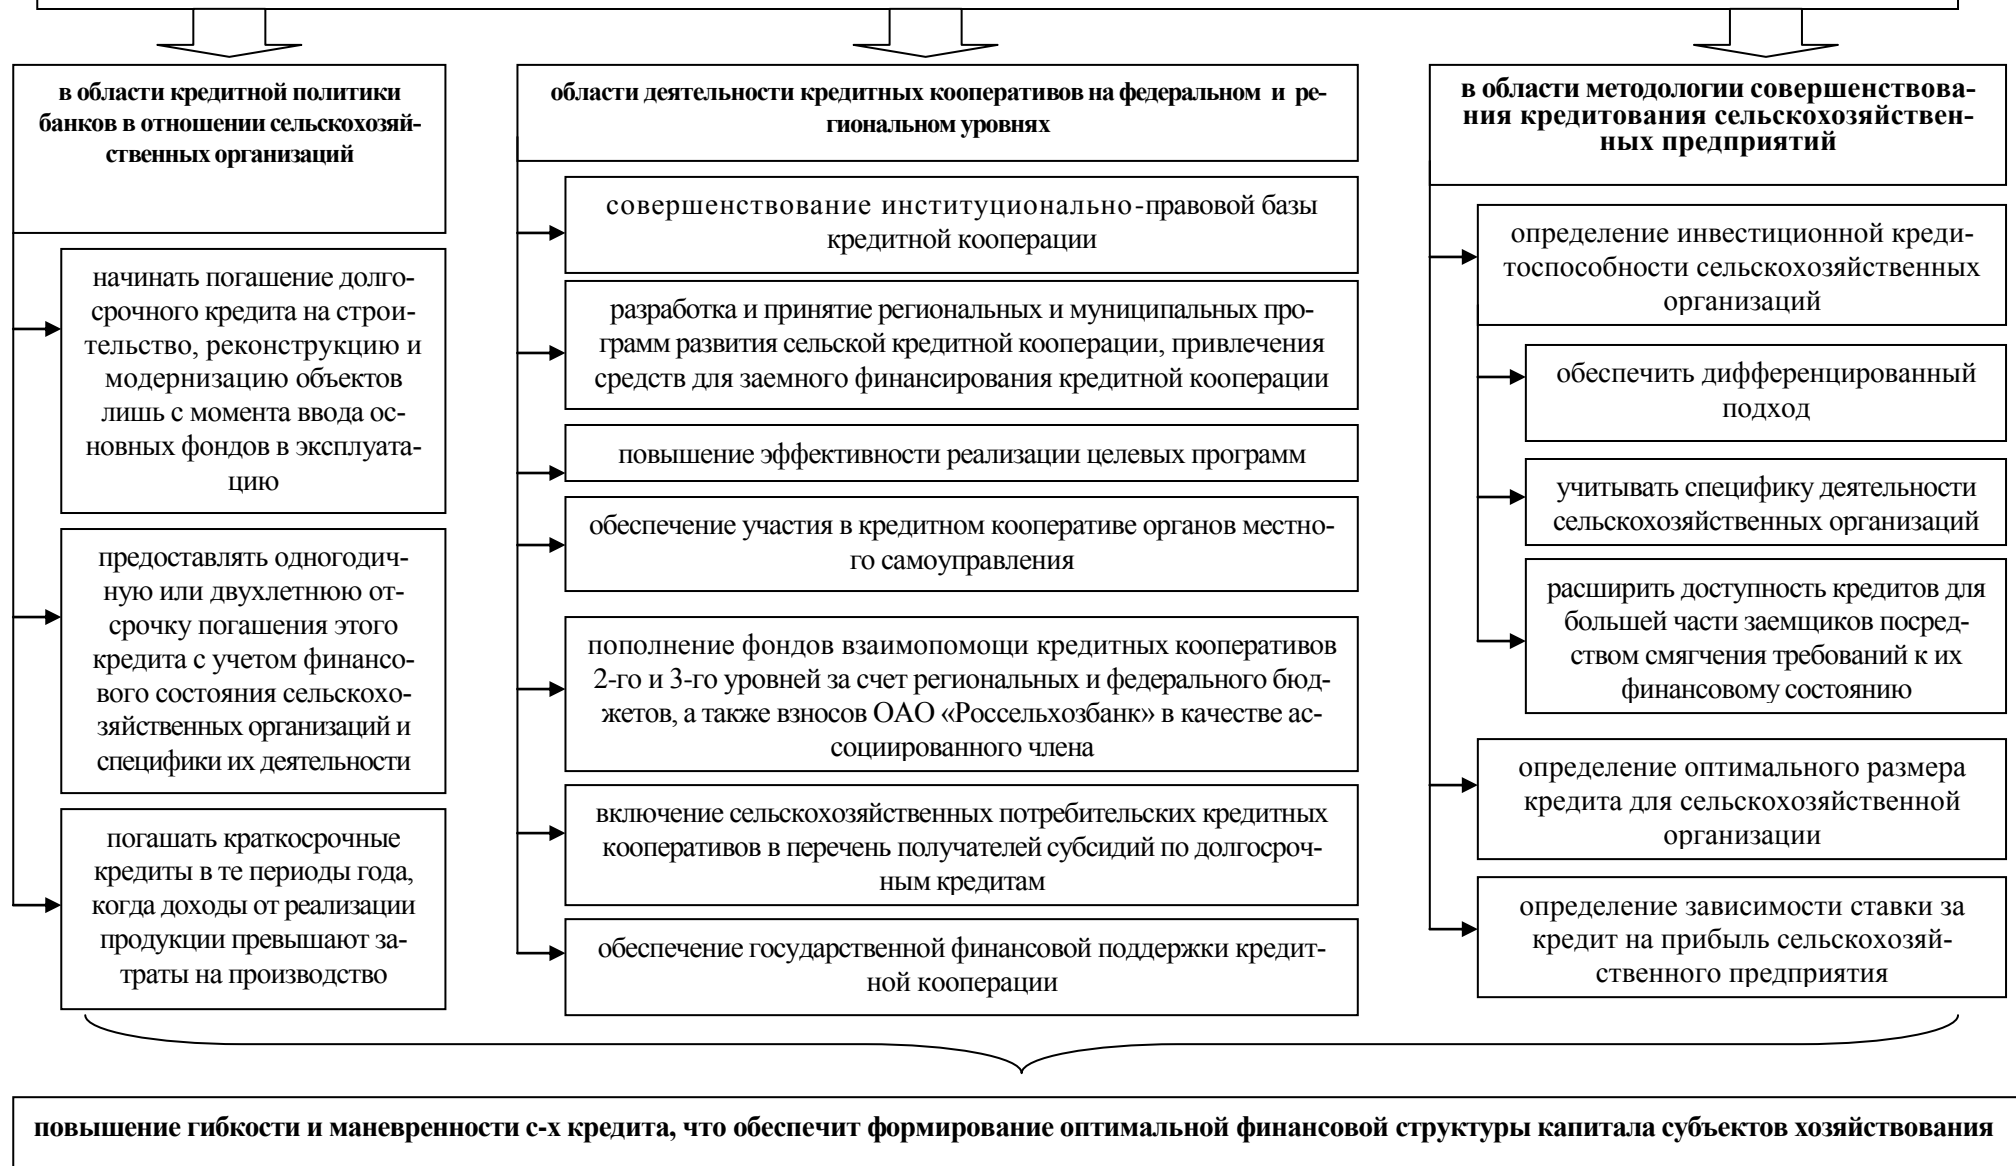 в области кредитной политики
банков в отношении сельскохозяй-
ственных организаций
начинать погашение долго-
срочного кредита на строи-
тельство, реконструкцию и
модернизацию объектов
лишь с момента ввода ос-
новных фондов в эксплуата-
цию
предоставлять одногодич-
ную или двухлетнюю от-
срочку погашения этого
кредита с учетом финансо-
вого состояния сельскохо-
зяйственных организаций и
специфики их деятельности
погашать краткосрочные
кредиты в те периоды года,
когда доходы от реализации
продукции превышают за-
траты на производство
области деятельности кредитных кооперативов на федеральном и ре-
гиональном уровнях
совершенствование институционально-правовой базы
кредитной кооперации
разработка и принятие региональных и муниципальных про-
грамм развития сельской кредитной кооперации, привлечения
средств для заемного финансирования кредитной кооперации
повышение эффективности реализации целевых программ
обеспечение участия в кредитном кооперативе органов местно-
го самоуправления
пополнение фондов взаимопомощи кредитных кооперативов
2-го и 3-го уровней за счет региональных и федерального бюд-
жетов, а также взносов ОАО «Россельхозбанк» в качестве ас-
социированного члена
включение сельскохозяйственных потребительских кредитных
кооперативов в перечень получателей субсидий по долгосроч-
ным кредитам
обеспечение государственной финансовой поддержки кредит-
ной кооперации
в области методологии совершенствова-
ния кредитования сельскохозяйствен-
ных предприятий
определение инвестиционной креди-
тоспособности сельскохозяйственных
организаций
обеспечить дифференцированный
подход
учитывать специфику деятельности
сельскохозяйственных организаций
расширить доступность кредитов для
большей части заемщиков посред-
ством смягчения требований к их
финансовому состоянию
определение оптимального размера
кредита для сельскохозяйственной
организации
определение зависимости ставки за
кредит на прибыль сельскохозяй-
ственного предприятия
повышение гибкости и маневренности с-х кредита, что обеспечит формирование оптимальной финансовой структуры капитала субъектов хозяйствования